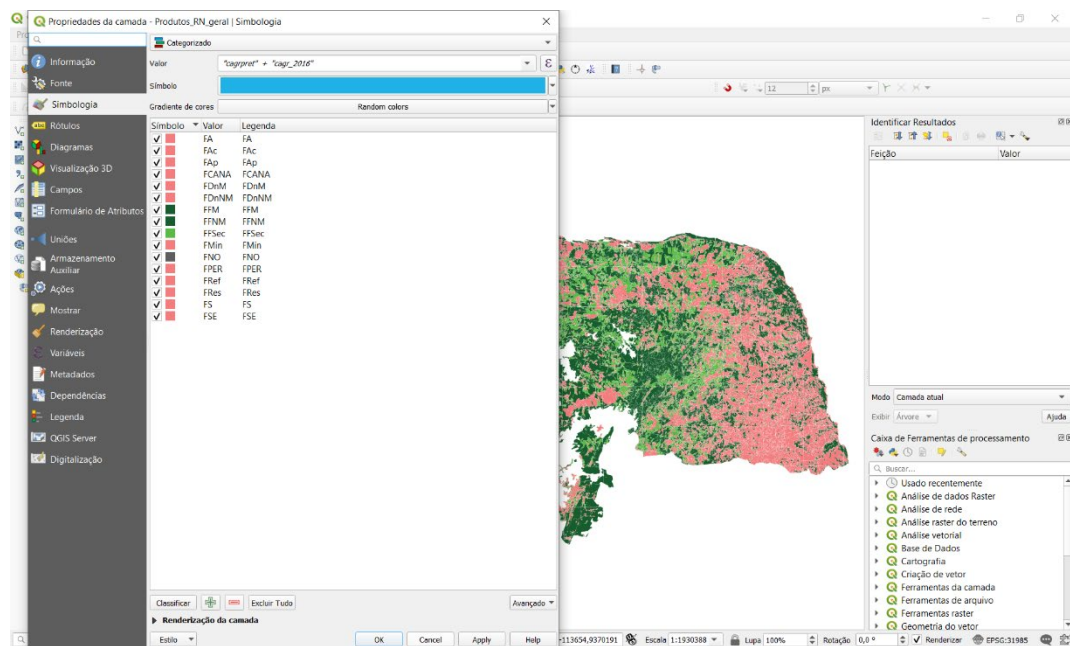 Propriedades da camada - Produtos_RN_geral | Simbologia
Informação
Fonte
Simbologia
Rótulos
Diagramas
Visualização 3D
Campos
Formulário de Atributos
Uniões
Armazenamento
Auxiliar
Ações
Mostrar
Renderização
Variáveis
Metadados
Dependências
Legenda
QGIS Server
Digitalização
Categorizado
Valor "cagrpret" + "cagr_2016" ε
Símbolo
Gradiente de cores Random colors
Símbolo Valor Legenda
FA FA
FAc FAc
FAp FAp
FCANA FCANA
FDnM FDnM
FDnNM FDnNM
FFM FFM
FFNM FFNM
FFSec FFSec
FMin FMin
FNO FNO
FPER FPER
FRef FRef
FRes FRes
FS FS
FSE FSE
Classificar Excluir Tudo Avançado
Renderização da camada
Estilo OK Cancel Apply Help
12 px
Identificar Resultados
Feição Valor
Modo Camada atual
Exibir Árvore Ajuda
Caixa de Ferramentas de processamento
Buscar...
Usado recentemente
Análise de dados Raster
Análise de rede
Análise raster do terreno
Análise vetorial
Base de Dados
Cartografia
Criação de vetor
Ferramentas da camada
Ferramentas de arquivo
Ferramentas raster
Geometria do vetor
-113654,9370191 Escala 1:1930388 Lupa 100% Rotação 0,0 ° Renderizar EPSG:31985